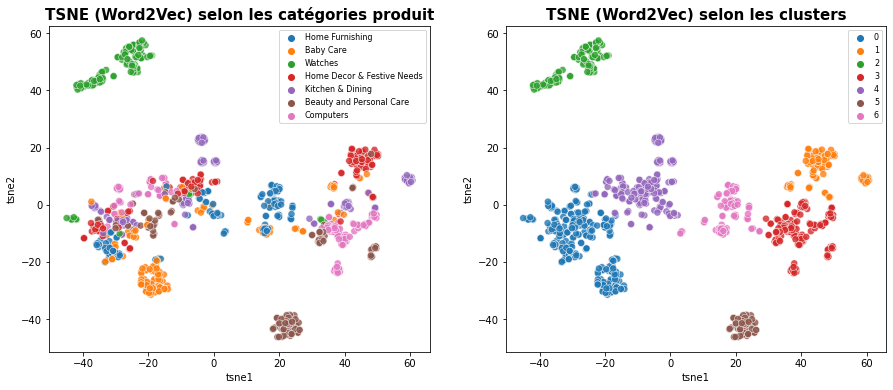 TSNE (Word2Vec) selon les catégories produit
60
40
20
0
−20
−40
tsne2
−40
−20
0
20
40
60
tsne1
Home Furnishing
Baby Care
Watches
Home Decor & Festive Needs
Kitchen & Dining
Beauty and Personal Care
Computers
TSNE (Word2Vec) selon les clusters
60
40
20
0
−20
−40
tsne2
−40
−20
0
20
40
60
tsne1
0
1
2
3
4
5
6